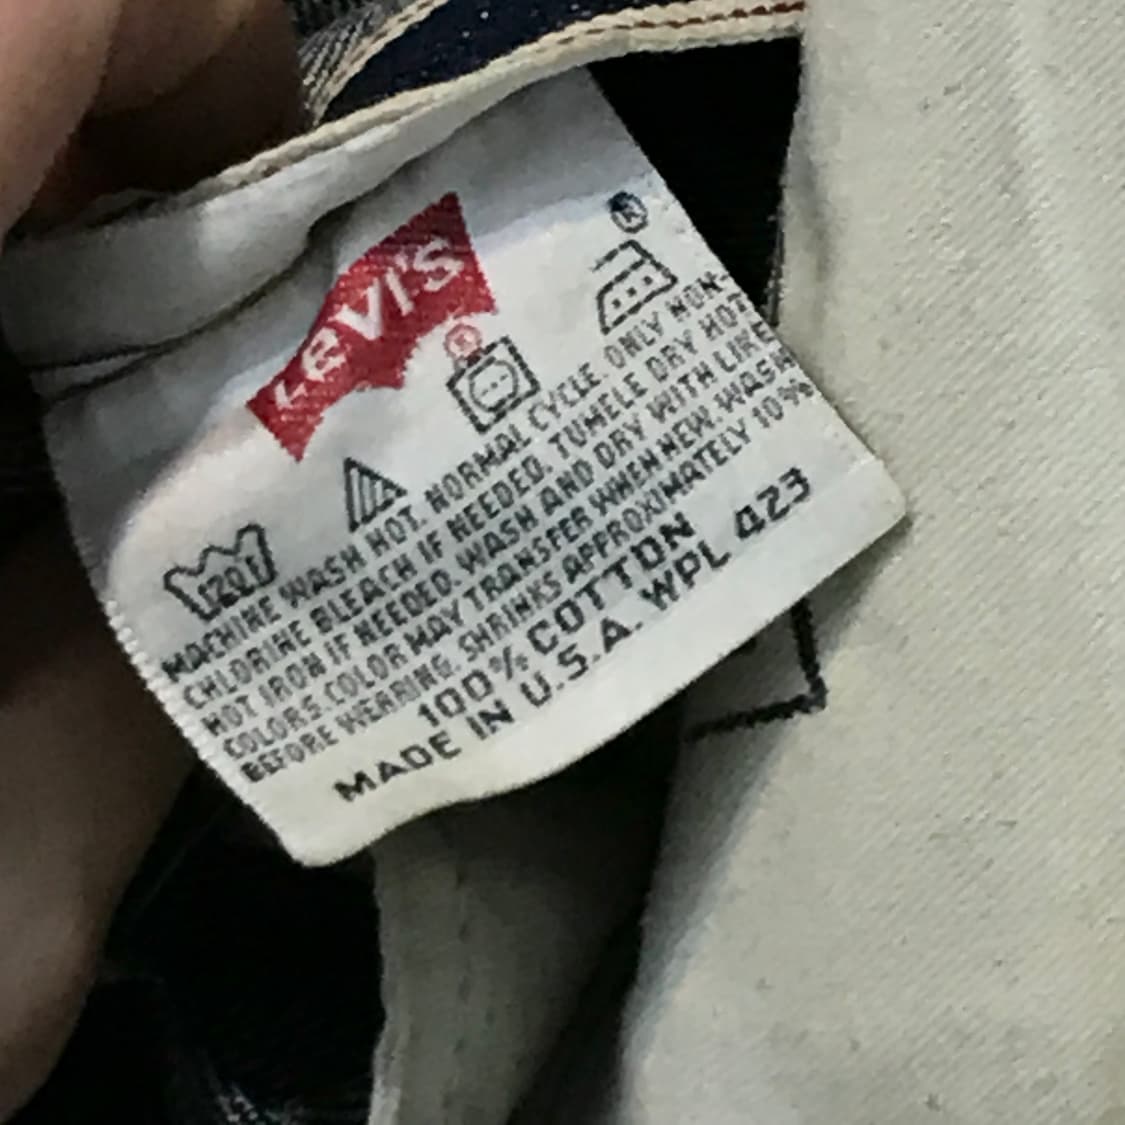 Levi's
®
®
120F
MACHINE WASH HOT. NORMAL CYCLE ONLY NON-
CHLORINE BLEACH IF NEEDED. TUMBLE DRY HOT
HOT IRON IF NEEDED. WASH AND DRY WITH LIKE
COLORS. COLOR MAY TRANSFER WHEN NEW. WASH
BEFORE WEARING. SHRINKS APPROXIMATELY 10%
100% COTTON
MADE IN U.S.A. WPL 423